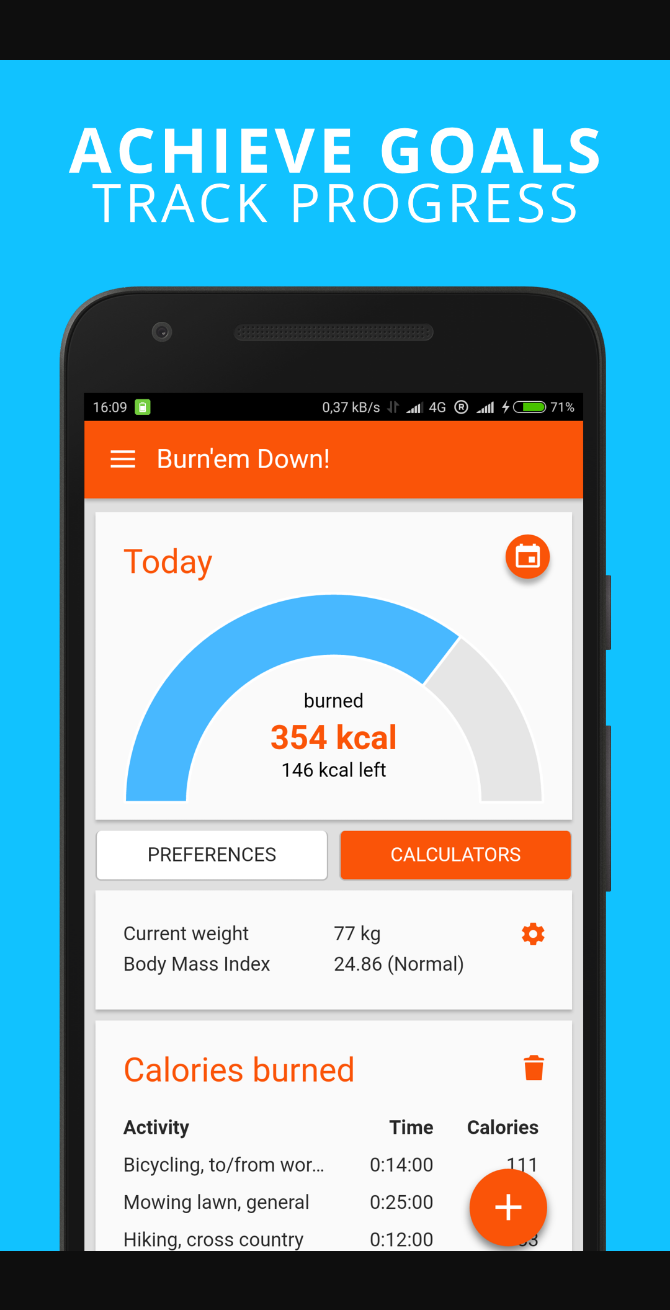 ACHIEVE GOALS
TRACK PROGRESS
16:09 0,37 kB/s 4G R 71%
Burn'em Down!
Today
burned
354 kcal
146 kcal left
PREFERENCES CALCULATORS
Current weight 77 kg
Body Mass Index 24.86 (Normal)
Calories burned
Activity Time Calories
Bicycling, to/from wor... 0:14:00 111
Mowing lawn, general 0:25:00
Hiking, cross country 0:12:00